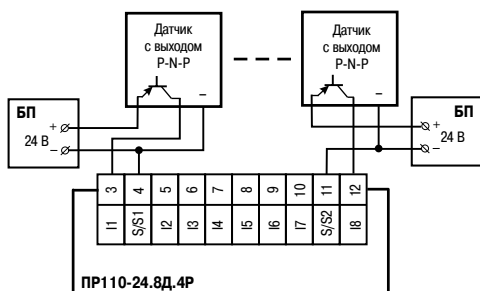 Датчик
с выходом
P-N-P
–
Датчик
с выходом
P-N-P
–
БП
+
24 В
–
БП
+
24 В
–
3 4 5 6 7 8 9 10 11 12
I1 S/S1 I2 I3 I4 I5 I6 I7 S/S2 I8
ПР110-24.8Д.4Р